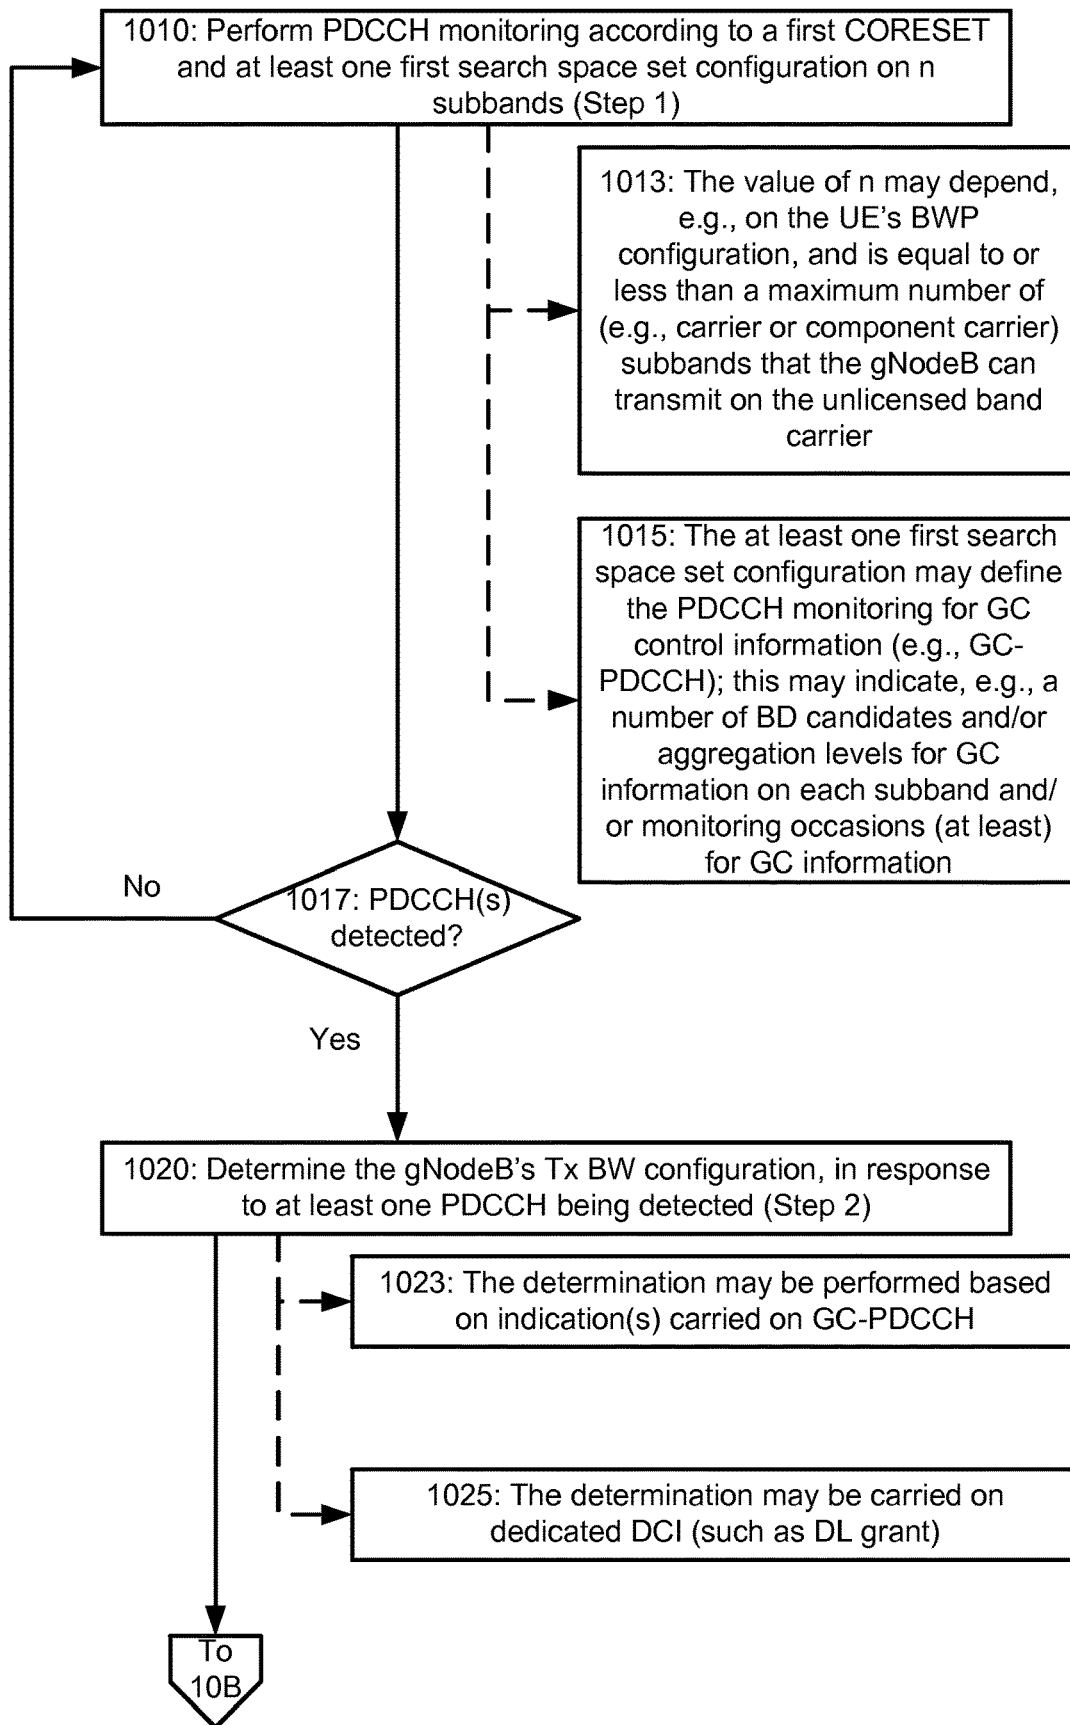 1010: Perform PDCCH monitoring according to a first CORESET
and at least one first search space set configuration on n
subbands (Step 1)
1013: The value of n may depend,
e.g., on the UE's BWP
configuration, and is equal to or
less than a maximum number of
(e.g., carrier or component carrier)
subbands that the gNodeB can
transmit on the unlicensed band
carrier
1015: The at least one first search
space set configuration may define
the PDCCH monitoring for GC
control information (e.g., GC-
PDCCH); this may indicate, e.g., a
number of BD candidates and/or
aggregation levels for GC
information on each subband and/
or monitoring occasions (at least)
for GC information
No
1017: PDCCH(s)
detected?
Yes
1020: Determine the gNodeB's Tx BW configuration, in response
to at least one PDCCH being detected (Step 2)
1023: The determination may be performed based
on indication(s) carried on GC-PDCCH
1025: The determination may be carried on
dedicated DCI (such as DL grant)
To
10B